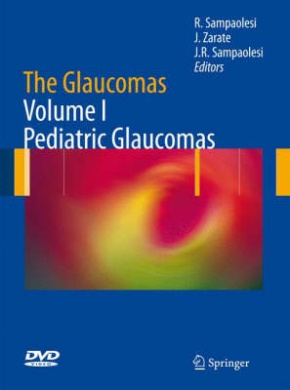 R. Sampaolesi
J. Zarate
J.R. Sampaolesi
Editors
The Glaucomas
Volume I
Pediatric Glaucomas
DVD
VIDEO
Springer